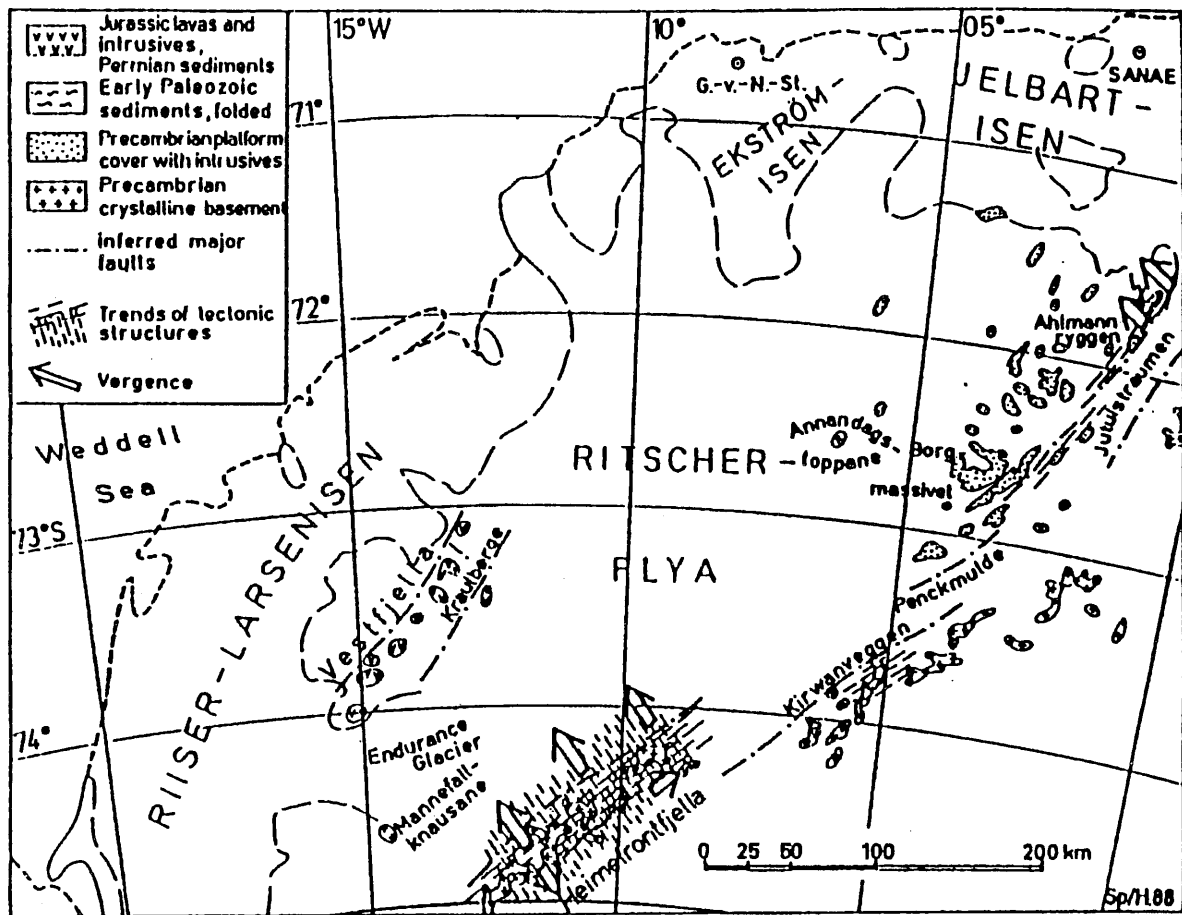 Jurassic lavas and
intrusives,
Permian sediments
Early Paleozoic
sediments, folded
Precambrian platform
cover with intrusives
Precambrian
crystalline basement
inferred major
faults
Trends of tectonic
structures
Vergence
15°W
10°
05°
71°
72°
73°S
74°
G.-v.-N.-St.
SANAE
EKSTRÖM-
ISEN
JELBART-
ISEN
Ahlmann
ryggen
Jutulstraumen
Annandags-
toppane
Borg-
massivet
RITSCHER-
FLYA
Weddell
Sea
RIISER-LARSENISEN
Vestfjella
Kraulberge
Penckmulde
Kirwanveggen
Endurance
Glacier
Mannefall-
knausane
Heimefrontfjella
0 25 50 100 200 km
Sp/H.88